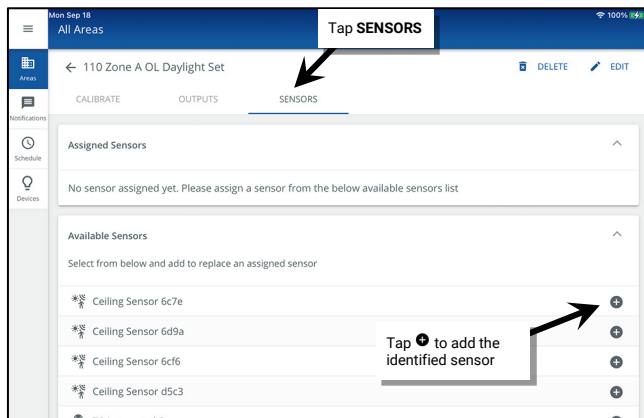 Mon Sep 18
100%
All Areas
Tap SENSORS
Areas
110 Zone A OL Daylight Set
DELETE
EDIT
Notifications
CALIBRATE
OUTPUTS
SENSORS
Schedule
Assigned Sensors
Devices
No sensor assigned yet. Please assign a sensor from the below available sensors list
Available Sensors
Select from below and add to replace an assigned sensor
Ceiling Sensor 6c7e
Ceiling Sensor 6d9a
Ceiling Sensor 6cf6
Ceiling Sensor d5c3
Tap + to add the
identified sensor